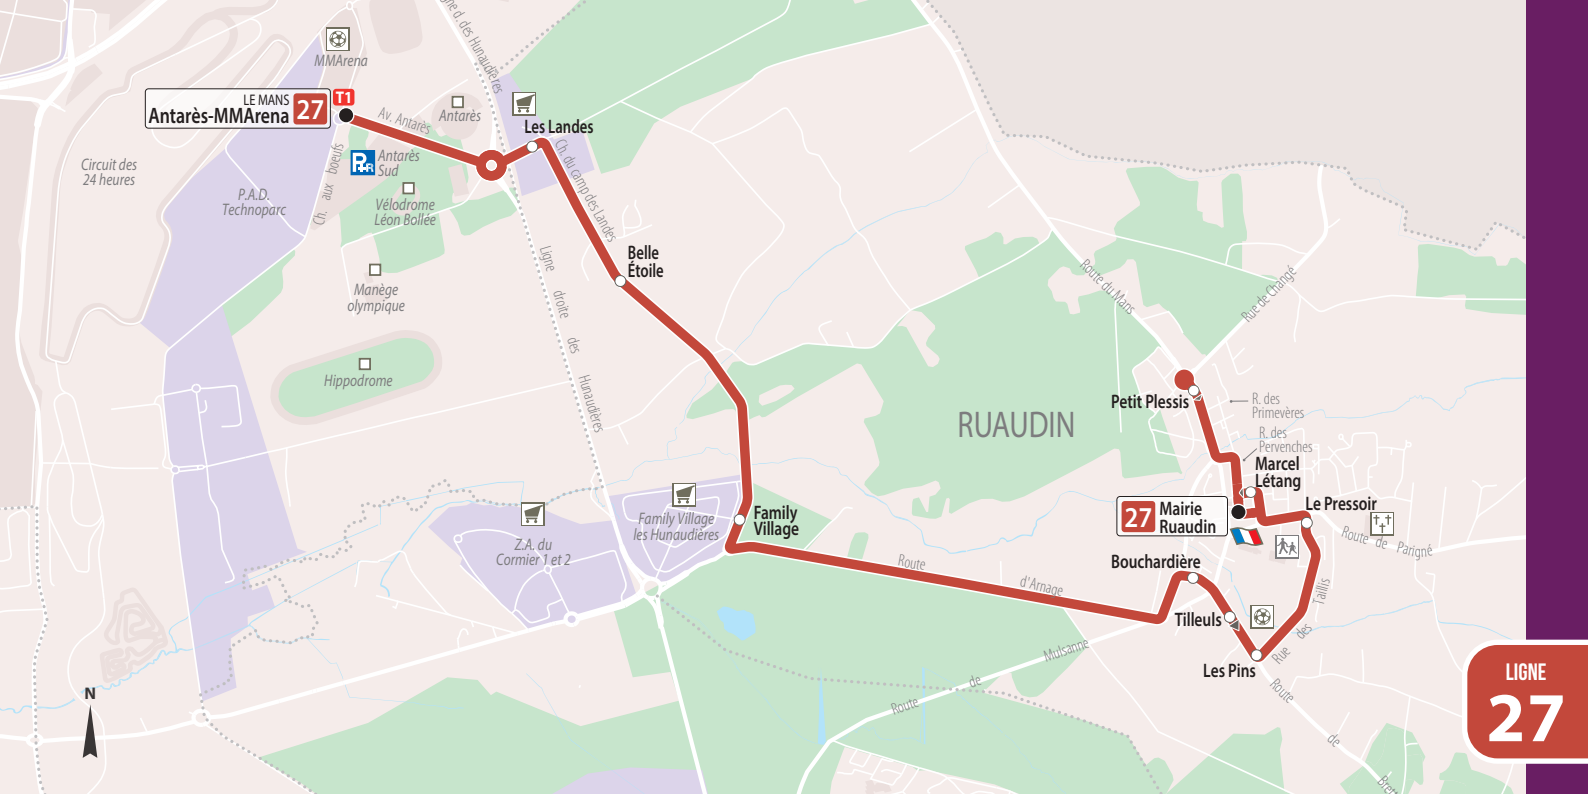 MMArena
LE MANS
Antarès-MMArena
27
T1
Av. Antarès
Antarès
Les Landes
Circuit des
24 heures
P+R
Antarès
Sud
P.A.D.
Technoparc
Ch. aux boeufs
Vélodrome
Léon Bollée
Ch. du camp des Landes
Belle
Étoile
Manège
olympique
Ligne droite des Hunaudières
Hippodrome
Route du Mans
Rue de Changé
RUAUDIN
Petit Plessis
R. des
Primevères
R. des
Pervenches
Marcel
Létang
Le Pressoir
27
Mairie
Ruaudin
Route de Parigné
Family Village
les Hunaudières
Family
Village
Z.A. du
Cormier 1 et 2
Route d'Arnage
Bouchardière
Tilleuls
Rue des Taillis
Les Pins
Route de Mulsanne
Route de
N
LIGNE
27